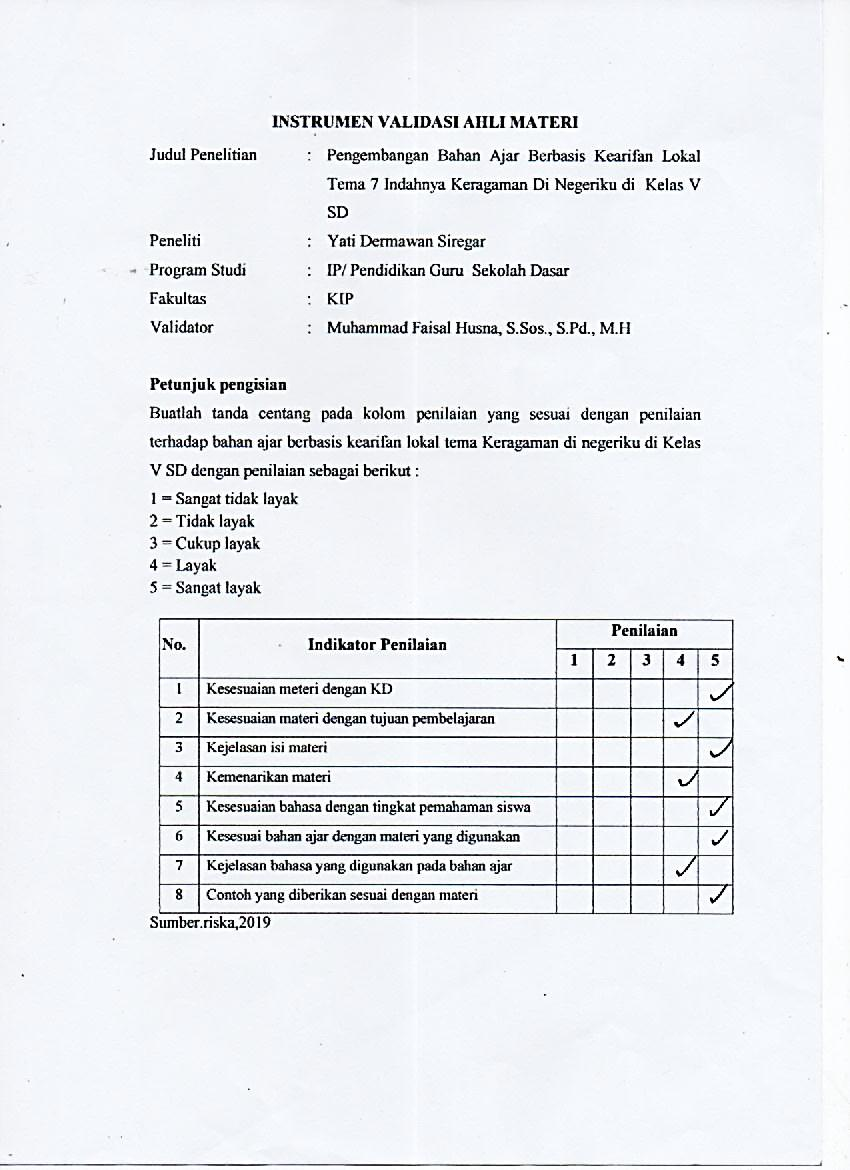 INSTRUMEN VALIDASI AHLI MATERI
Judul Penelitian : Pengembangan Bahan Ajar Berbasis Kearifan Lokal
Tema 7 Indahnya Keragaman Di Negeriku di Kelas V
SD
Peneliti : Yati Dermawan Siregar
Program Studi : IP/ Pendidikan Guru Sekolah Dasar
Fakultas : KIP
Validator : Muhammad Faisal Husna, S.Sos., S.Pd., M.H
Petunjuk pengisian
Buatlah tanda centang pada kolom penilaian yang sesuai dengan penilaian
terhadap bahan ajar berbasis kearifan lokal tema Keragaman di negeriku di Kelas
V SD dengan penilaian sebagai berikut :
1 = Sangat tidak layak
2 = Tidak layak
3 = Cukup layak
4 = Layak
5 = Sangat layak
No. Indikator Penilaian Penilaian
1 2 3 4 5
1 Kesesuaian meteri dengan KD ✓
2 Kesesuaian materi dengan tujuan pembelajaran ✓
3 Kejelasan isi materi ✓
4 Kemenarikan materi ✓
5 Kesesuaian bahasa dengan tingkat pemahaman siswa ✓
6 Kesesuai bahan ajar dengan materi yang digunakan ✓
7 Kejelasan bahasa yang digunakan pada bahan ajar ✓
8 Contoh yang diberikan sesuai dengan materi ✓
Sumber.riska,2019